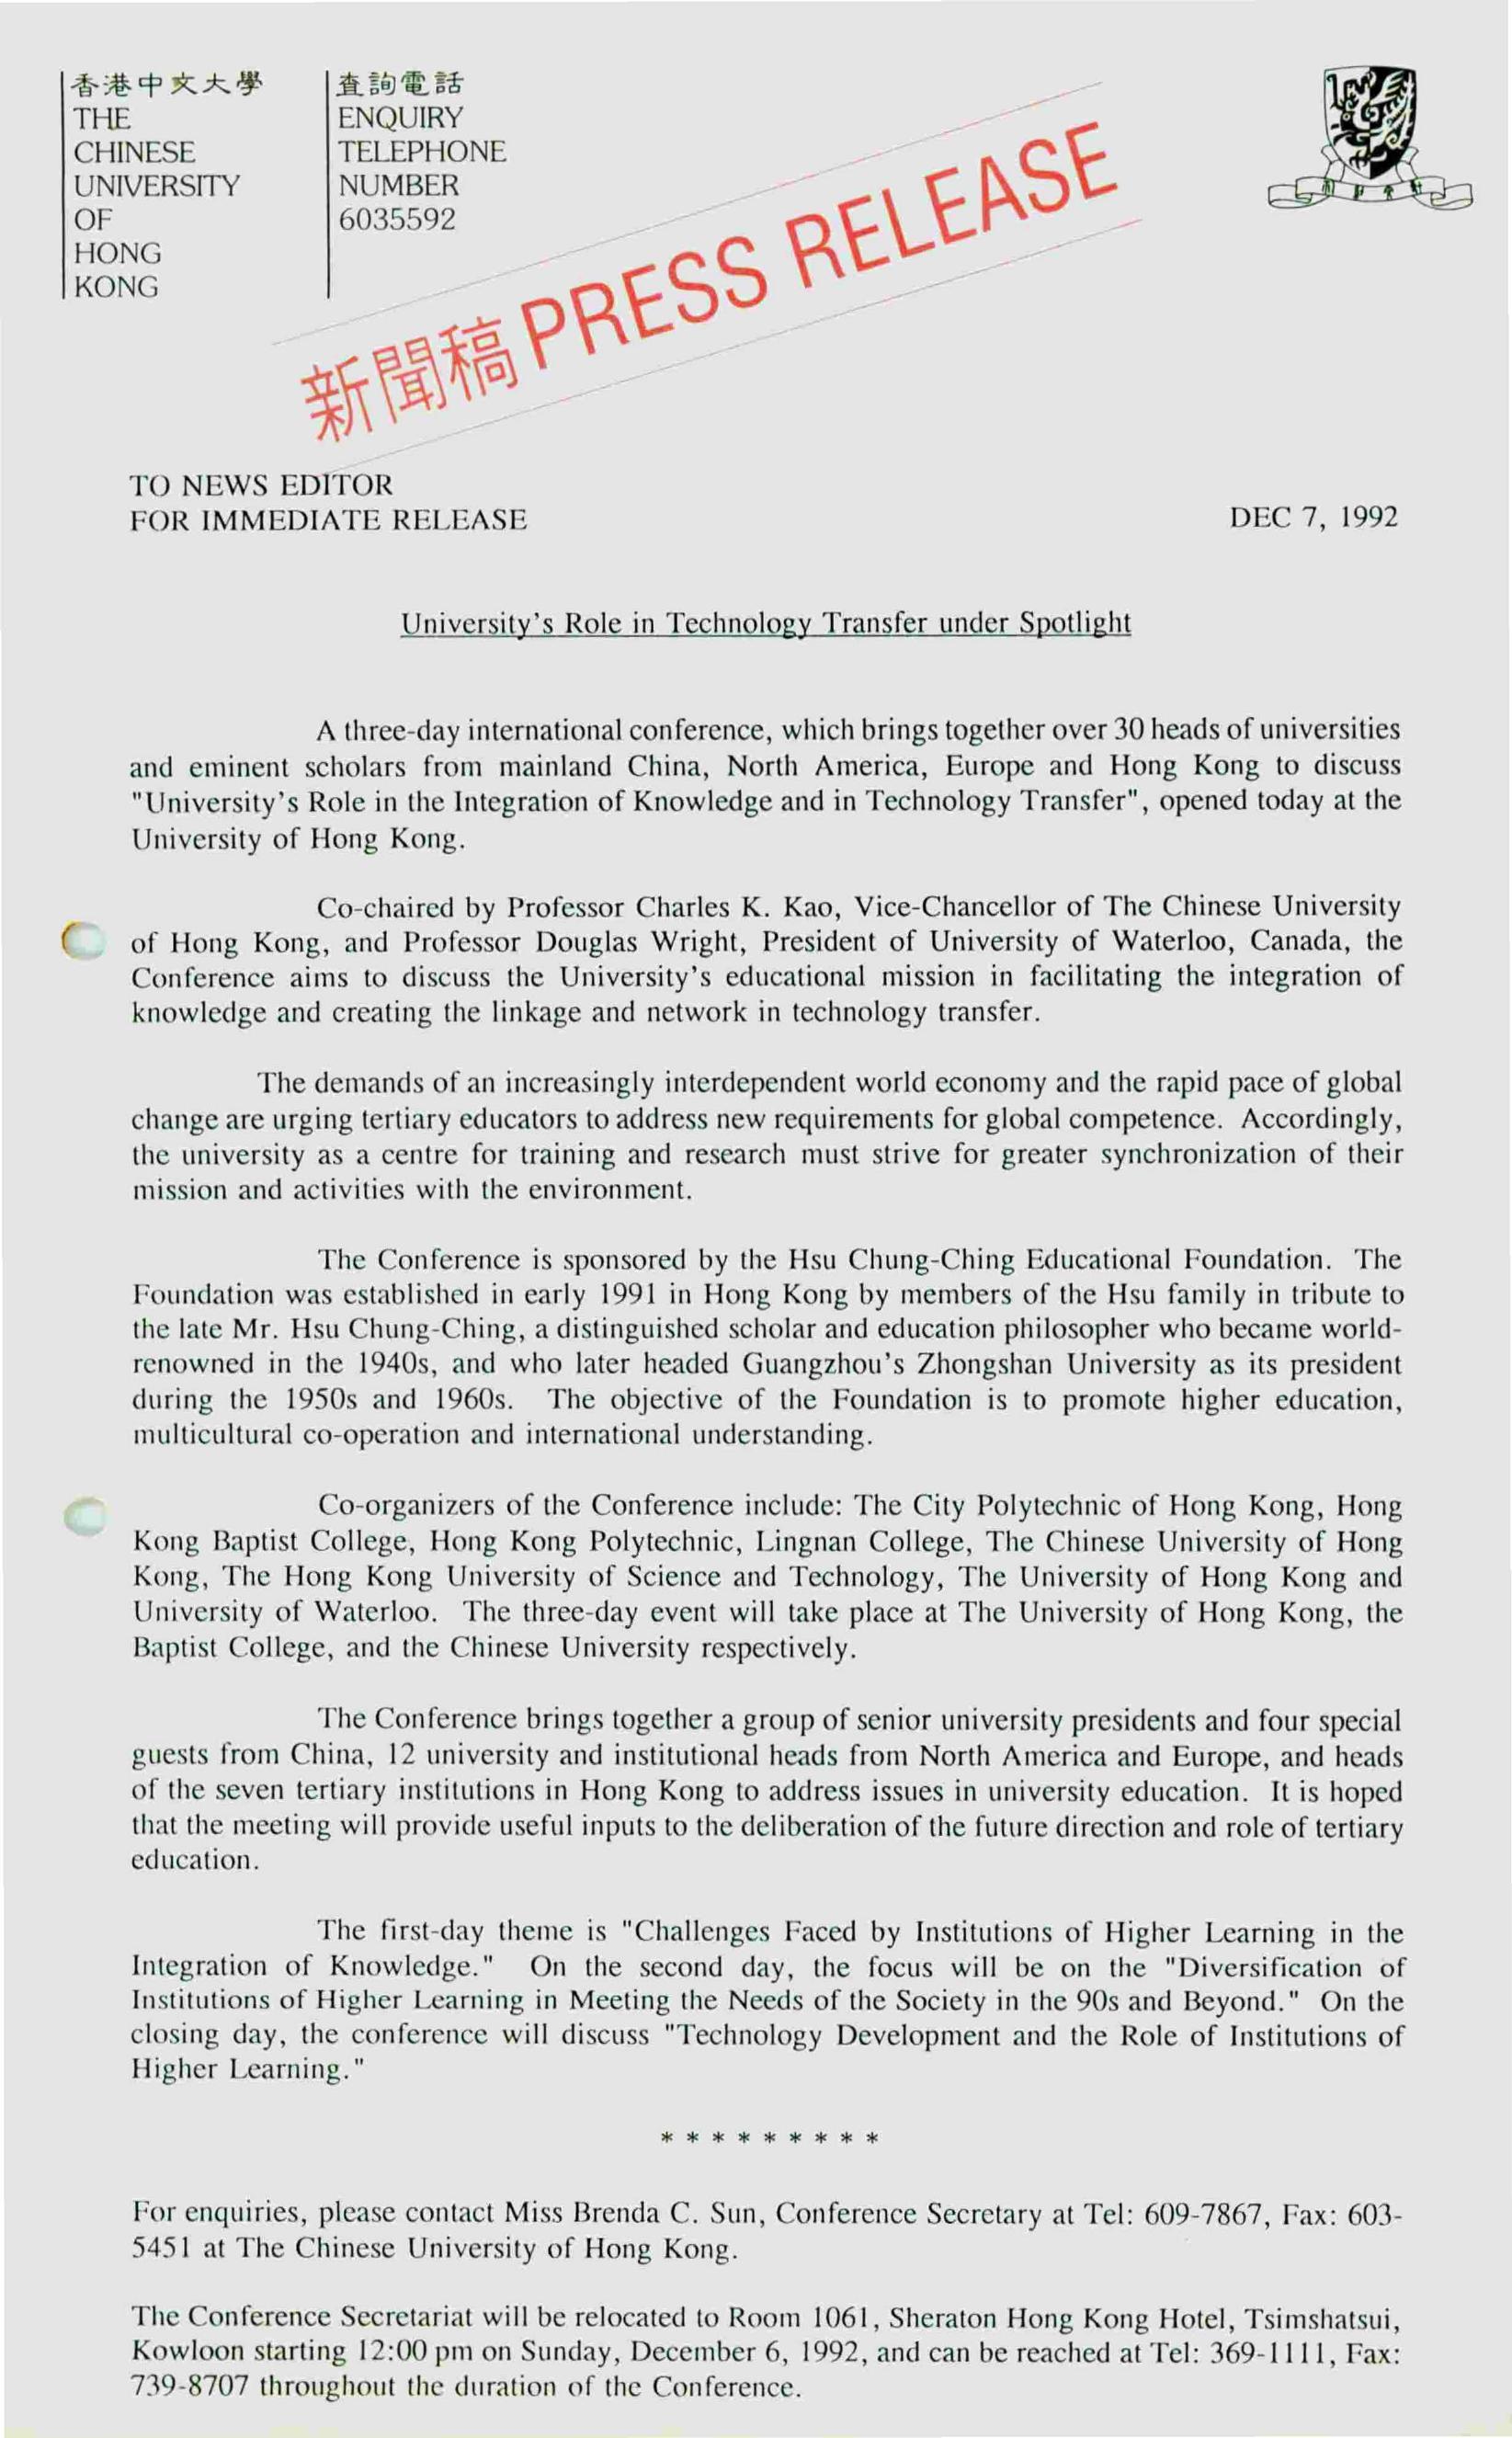 香港中文大學
THE
CHINESE
UNIVERSITY
OF
HONG
KONG
查詢電話
ENQUIRY
TELEPHONE
NUMBER
6035592
新聞稿 PRESS RELEASE
TO NEWS EDITOR
FOR IMMEDIATE RELEASE
DEC 7, 1992
University's Role in Technology Transfer under Spotlight
A three-day international conference, which brings together over 30 heads of universities
and eminent scholars from mainland China, North America, Europe and Hong Kong to discuss
"University's Role in the Integration of Knowledge and in Technology Transfer", opened today at the
University of Hong Kong.
Co-chaired by Professor Charles K. Kao, Vice-Chancellor of The Chinese University
of Hong Kong, and Professor Douglas Wright, President of University of Waterloo, Canada, the
Conference aims to discuss the University's educational mission in facilitating the integration of
knowledge and creating the linkage and network in technology transfer.
The demands of an increasingly interdependent world economy and the rapid pace of global
change are urging tertiary educators to address new requirements for global competence. Accordingly,
the university as a centre for training and research must strive for greater synchronization of their
mission and activities with the environment.
The Conference is sponsored by the Hsu Chung-Ching Educational Foundation. The
Foundation was established in early 1991 in Hong Kong by members of the Hsu family in tribute to
the late Mr. Hsu Chung-Ching, a distinguished scholar and education philosopher who became world-
renowned in the 1940s, and who later headed Guangzhou's Zhongshan University as its president
during the 1950s and 1960s. The objective of the Foundation is to promote higher education,
multicultural co-operation and international understanding.
Co-organizers of the Conference include: The City Polytechnic of Hong Kong, Hong
Kong Baptist College, Hong Kong Polytechnic, Lingnan College, The Chinese University of Hong
Kong, The Hong Kong University of Science and Technology, The University of Hong Kong and
University of Waterloo. The three-day event will take place at The University of Hong Kong, the
Baptist College, and the Chinese University respectively.
The Conference brings together a group of senior university presidents and four special
guests from China, 12 university and institutional heads from North America and Europe, and heads
of the seven tertiary institutions in Hong Kong to address issues in university education. It is hoped
that the meeting will provide useful inputs to the deliberation of the future direction and role of tertiary
education.
The first-day theme is "Challenges Faced by Institutions of Higher Learning in the
Integration of Knowledge." On the second day, the focus will be on the "Diversification of
Institutions of Higher Learning in Meeting the Needs of the Society in the 90s and Beyond." On the
closing day, the conference will discuss "Technology Development and the Role of Institutions of
Higher Learning."
* * * * * * * * *
For enquiries, please contact Miss Brenda C. Sun, Conference Secretary at Tel: 609-7867, Fax: 603-
5451 at The Chinese University of Hong Kong.
The Conference Secretariat will be relocated to Room 1061, Sheraton Hong Kong Hotel, Tsimshatsui,
Kowloon starting 12:00 pm on Sunday, December 6, 1992, and can be reached at Tel: 369-1111, Fax:
739-8707 throughout the duration of the Conference.